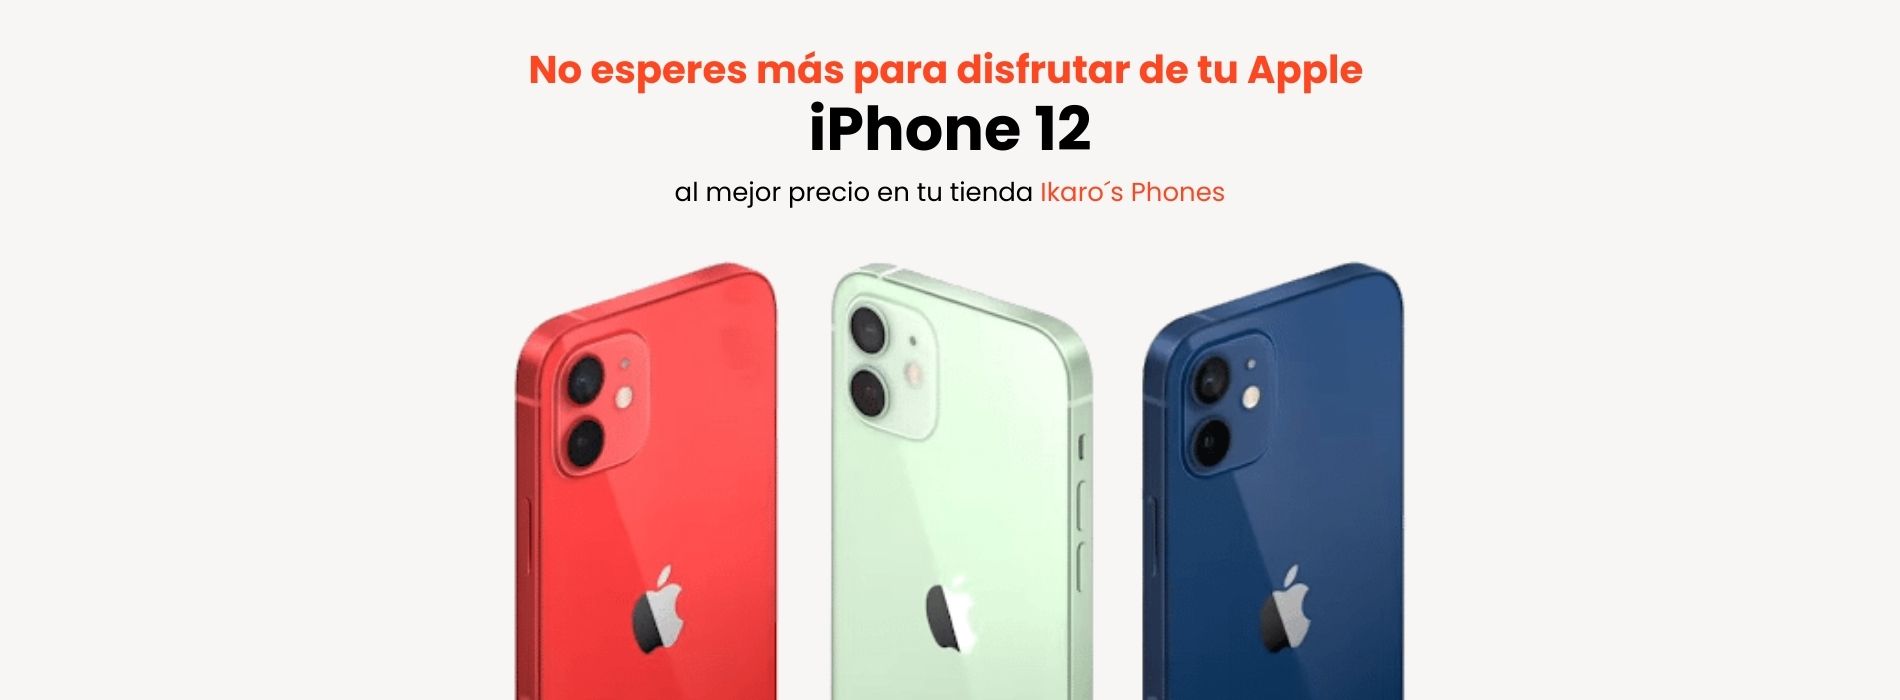 No esperes más para disfrutar de tu Apple
iPhone 12
al mejor precio en tu tienda Ikaro´s Phones